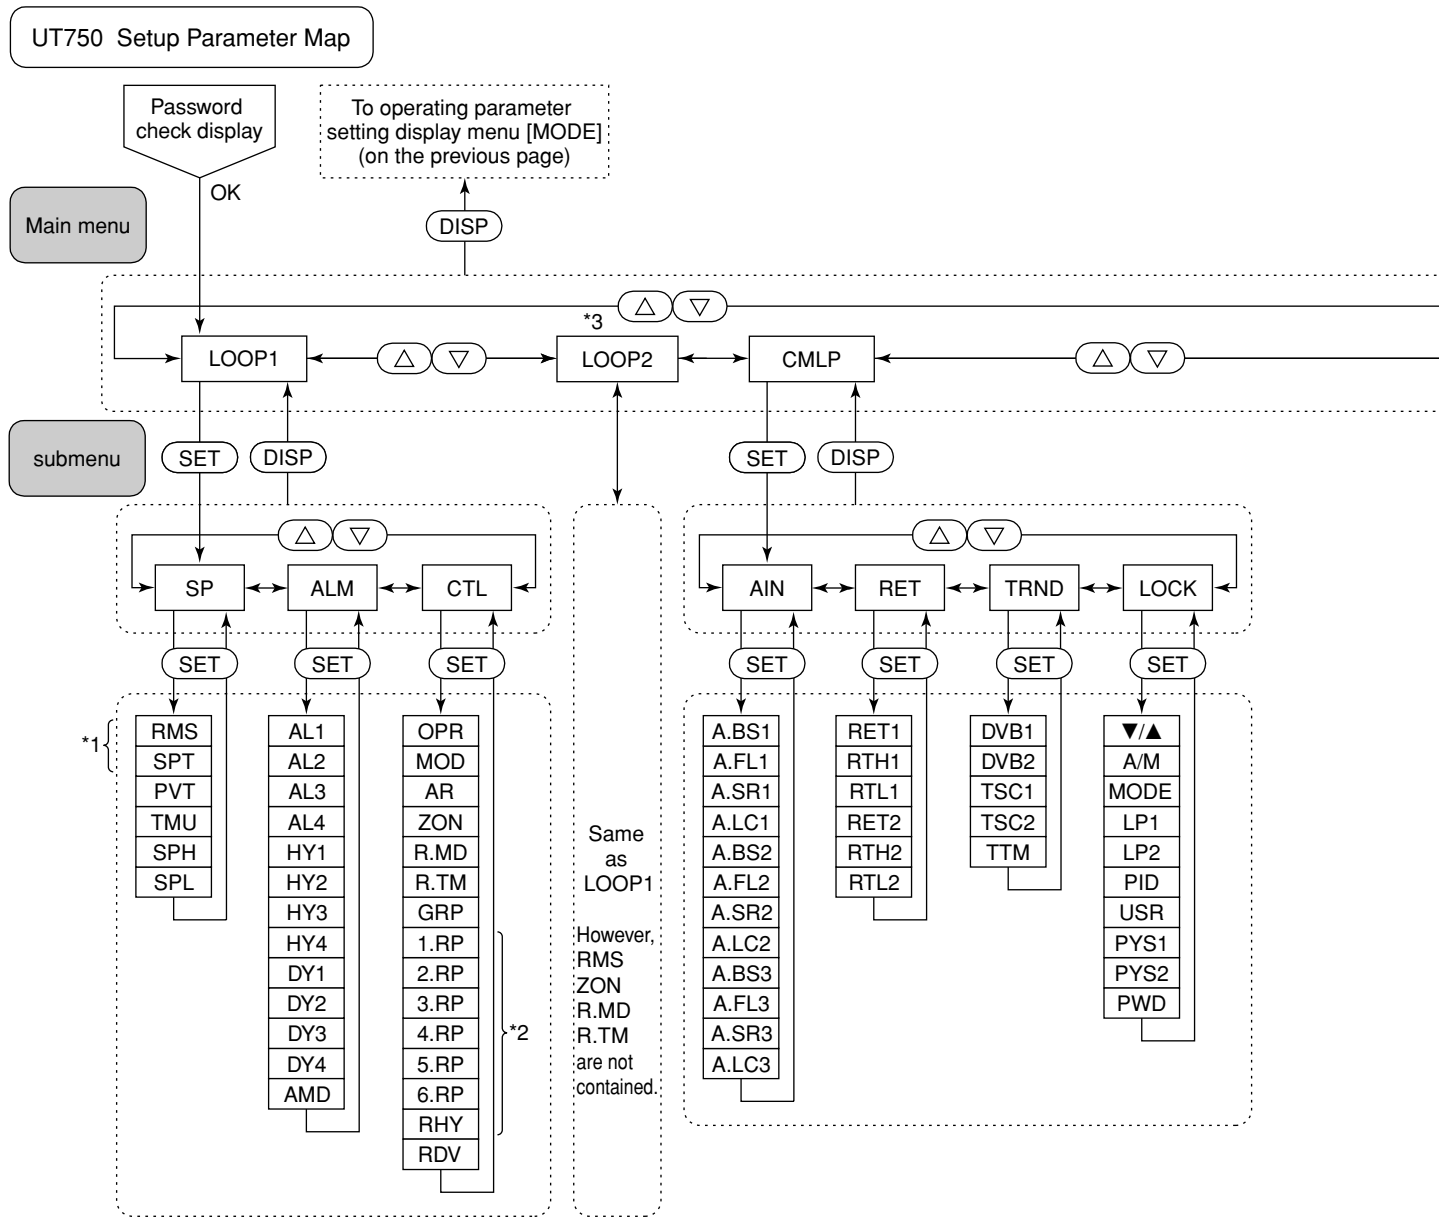 UT750 Setup Parameter Map
Password
check display
To operating parameter
setting display menu [MODE]
(on the previous page)
OK
Main menu
DISP
△ ▽
*3
LOOP1
△ ▽
LOOP2
CMLP
△ ▽
submenu
SET
DISP
SET
DISP
△ ▽
△ ▽
SP
ALM
CTL
AIN
RET
TRND
LOCK
SET
SET
SET
SET
SET
SET
SET
*1
RMS
SPT
PVT
TMU
SPH
SPL
AL1
AL2
AL3
AL4
HY1
HY2
HY3
HY4
DY1
DY2
DY3
DY4
AMD
OPR
MOD
AR
ZON
R.MD
R.TM
GRP
1.RP
2.RP
3.RP
4.RP
5.RP
6.RP
RHY
RDV
*2
Same
as
LOOP1
However,
RMS
ZON
R.MD
R.TM
are not
contained.
A.BS1
A.FL1
A.SR1
A.LC1
A.BS2
A.FL2
A.SR2
A.LC2
A.BS3
A.FL3
A.SR3
A.LC3
RET1
RTH1
RTL1
RET2
RTH2
RTL2
DVB1
DVB2
TSC1
TSC2
TTM
▼/▲
A/M
MODE
LP1
LP2
PID
USR
PYS1
PYS2
PWD